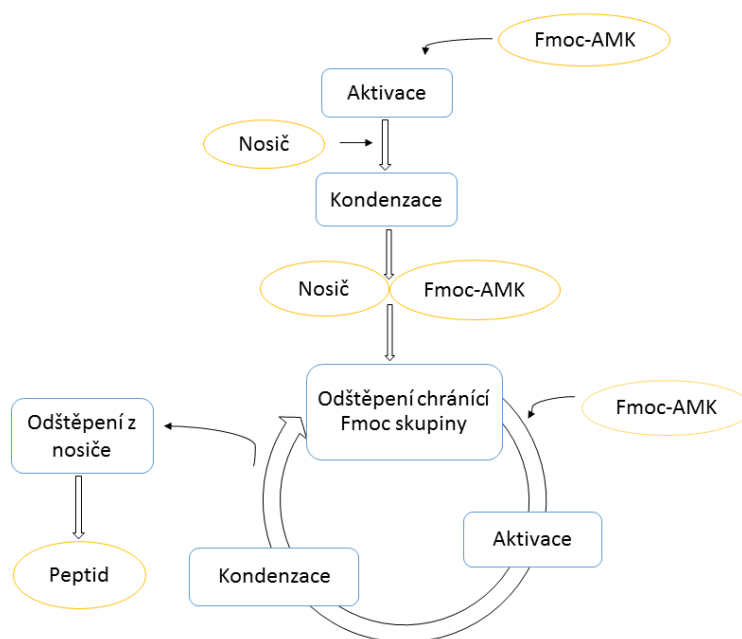 Fmoc-AMK
Aktivace
Nosič
Kondenzace
Nosič
Fmoc-AMK
Odštěpení chránící
Fmoc skupiny
Fmoc-AMK
Odštěpení z
nosiče
Aktivace
Kondenzace
Peptid